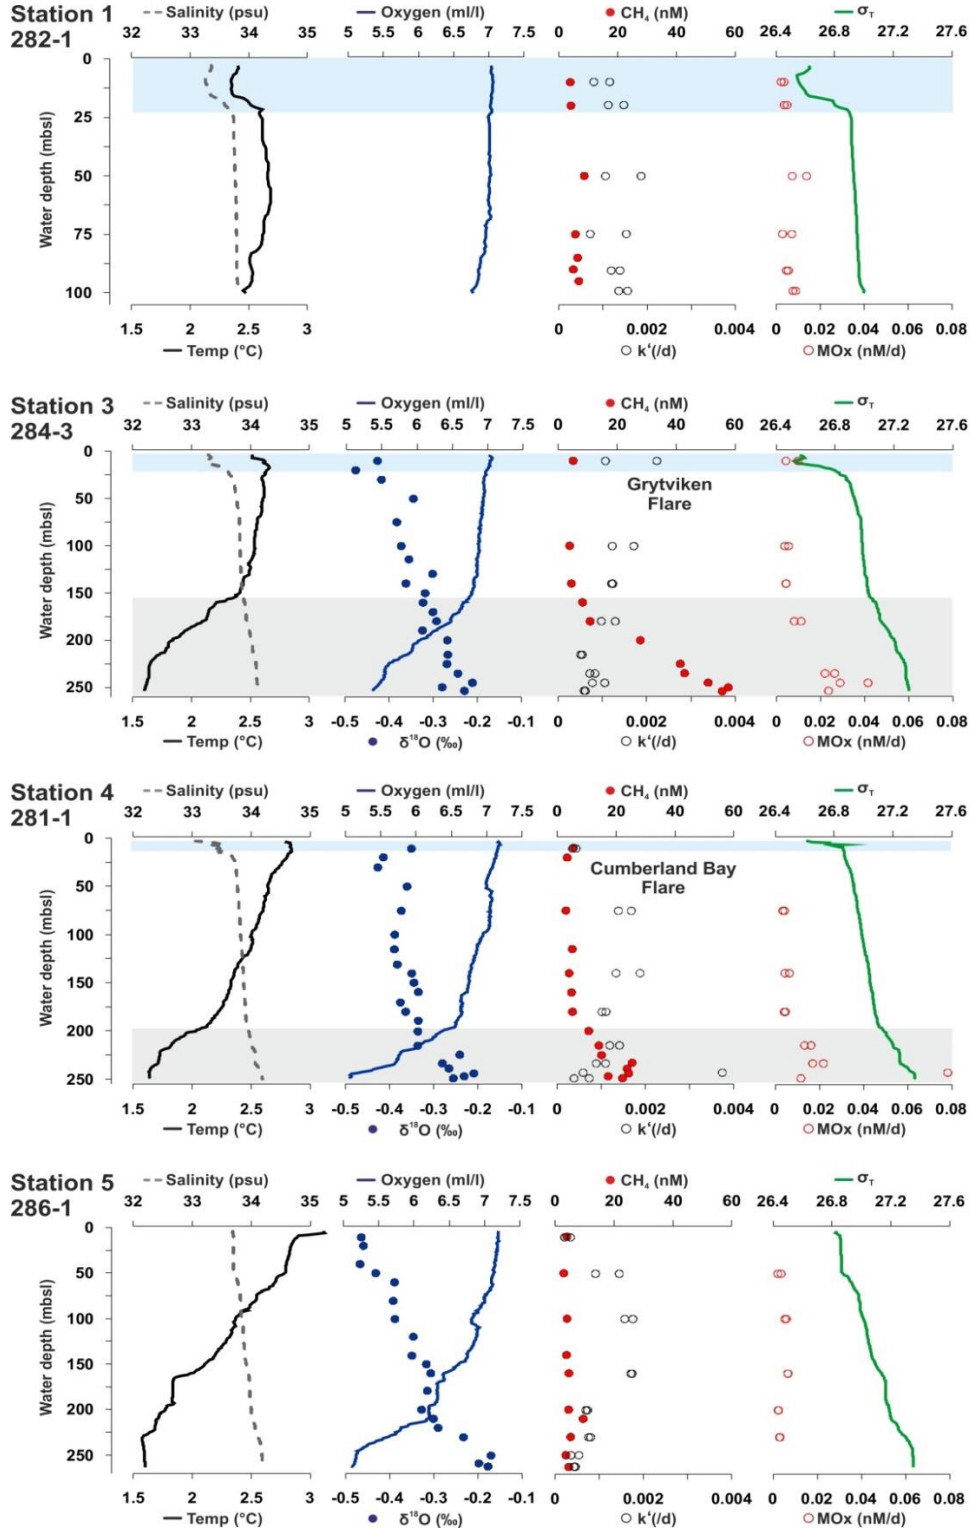 Station 1
282-1
Salinity (psu) Oxygen (ml/l) CH₄ (nM) σT
32 33 34 35 5 5.5 6 6.5 7 7.5 0 20 40 60 26.4 26.8 27.2 27.6
Water depth (mbsl)
0
25
50
75
100
1.5 2 2.5 3 0 0.002 0.004 0 0.02 0.04 0.06 0.08
Temp (°C) k‘(/d) MOx (nM/d)
Station 3
284-3
Salinity (psu) Oxygen (ml/l) CH₄ (nM) σT
32 33 34 35 5 5.5 6 6.5 7 7.5 0 20 40 60 26.4 26.8 27.2 27.6
Water depth (mbsl)
0
50
100
150
200
250
Grytviken
Flare
1.5 2 2.5 3 -0.5 -0.4 -0.3 -0.2 -0.1 0 0.002 0.004 0 0.02 0.04 0.06 0.08
Temp (°C) δ¹⁸O (‰) k‘(/d) MOx (nM/d)
Station 4
281-1
Salinity (psu) Oxygen (ml/l) CH₄ (nM) σT
32 33 34 35 5 5.5 6 6.5 7 7.5 0 20 40 60 26.4 26.8 27.2 27.6
Water depth (mbsl)
0
50
100
150
200
250
Cumberland Bay
Flare
1.5 2 2.5 3 -0.5 -0.4 -0.3 -0.2 -0.1 0 0.002 0.004 0 0.02 0.04 0.06 0.08
Temp (°C) δ¹⁸O (‰) k‘(/d) MOx (nM/d)
Station 5
286-1
Salinity (psu) Oxygen (ml/l) CH₄ (nM) σT
32 33 34 35 5 5.5 6 6.5 7 7.5 0 20 40 60 26.4 26.8 27.2 27.6
Water depth (mbsl)
0
50
100
150
200
250
1.5 2 2.5 3 -0.5 -0.4 -0.3 -0.2 -0.1 0 0.002 0.004 0 0.02 0.04 0.06 0.08
Temp (°C) δ¹⁸O (‰) k‘(/d) MOx (nM/d)